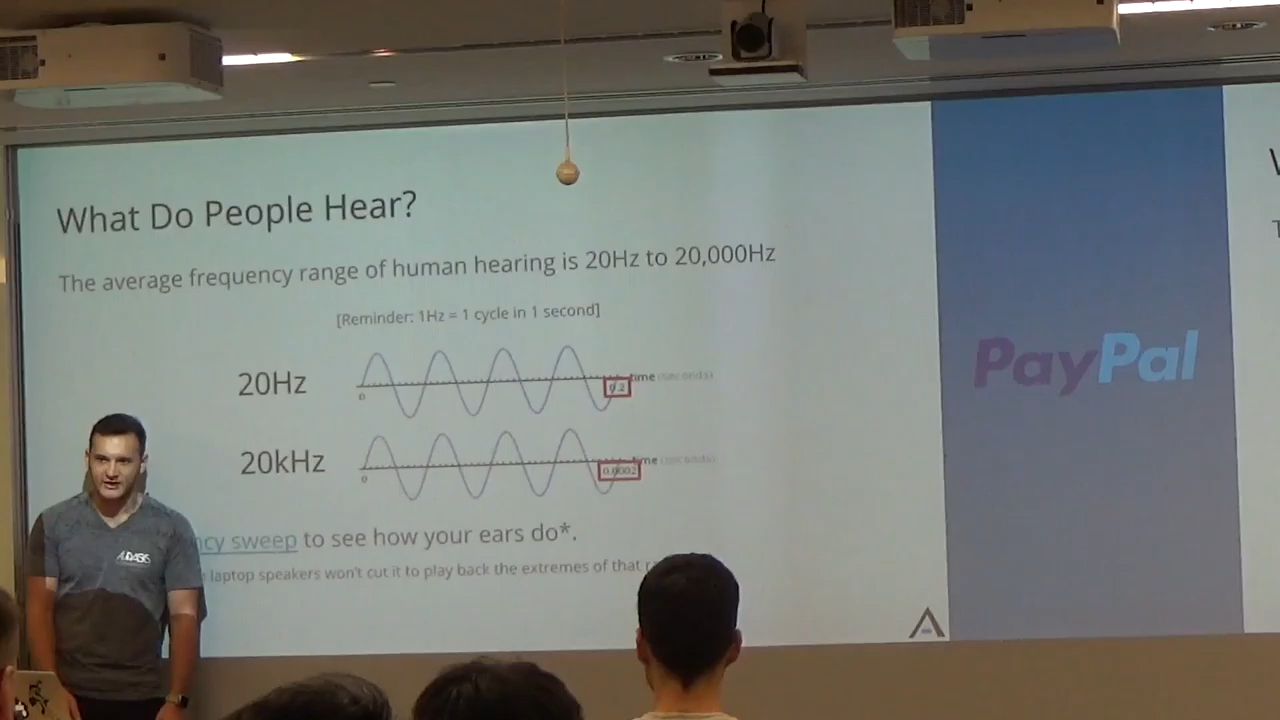 What Do People Hear?
The average frequency range of human hearing is 20Hz to 20,000Hz
[Reminder: 1Hz = 1 cycle in 1 second]
20Hz
0
0.2
time (seconds)
20kHz
0
0.0002
time (seconds)
sweep to see how your ears do*.
laptop speakers won't cut it to play back the extremes of that
PayPal